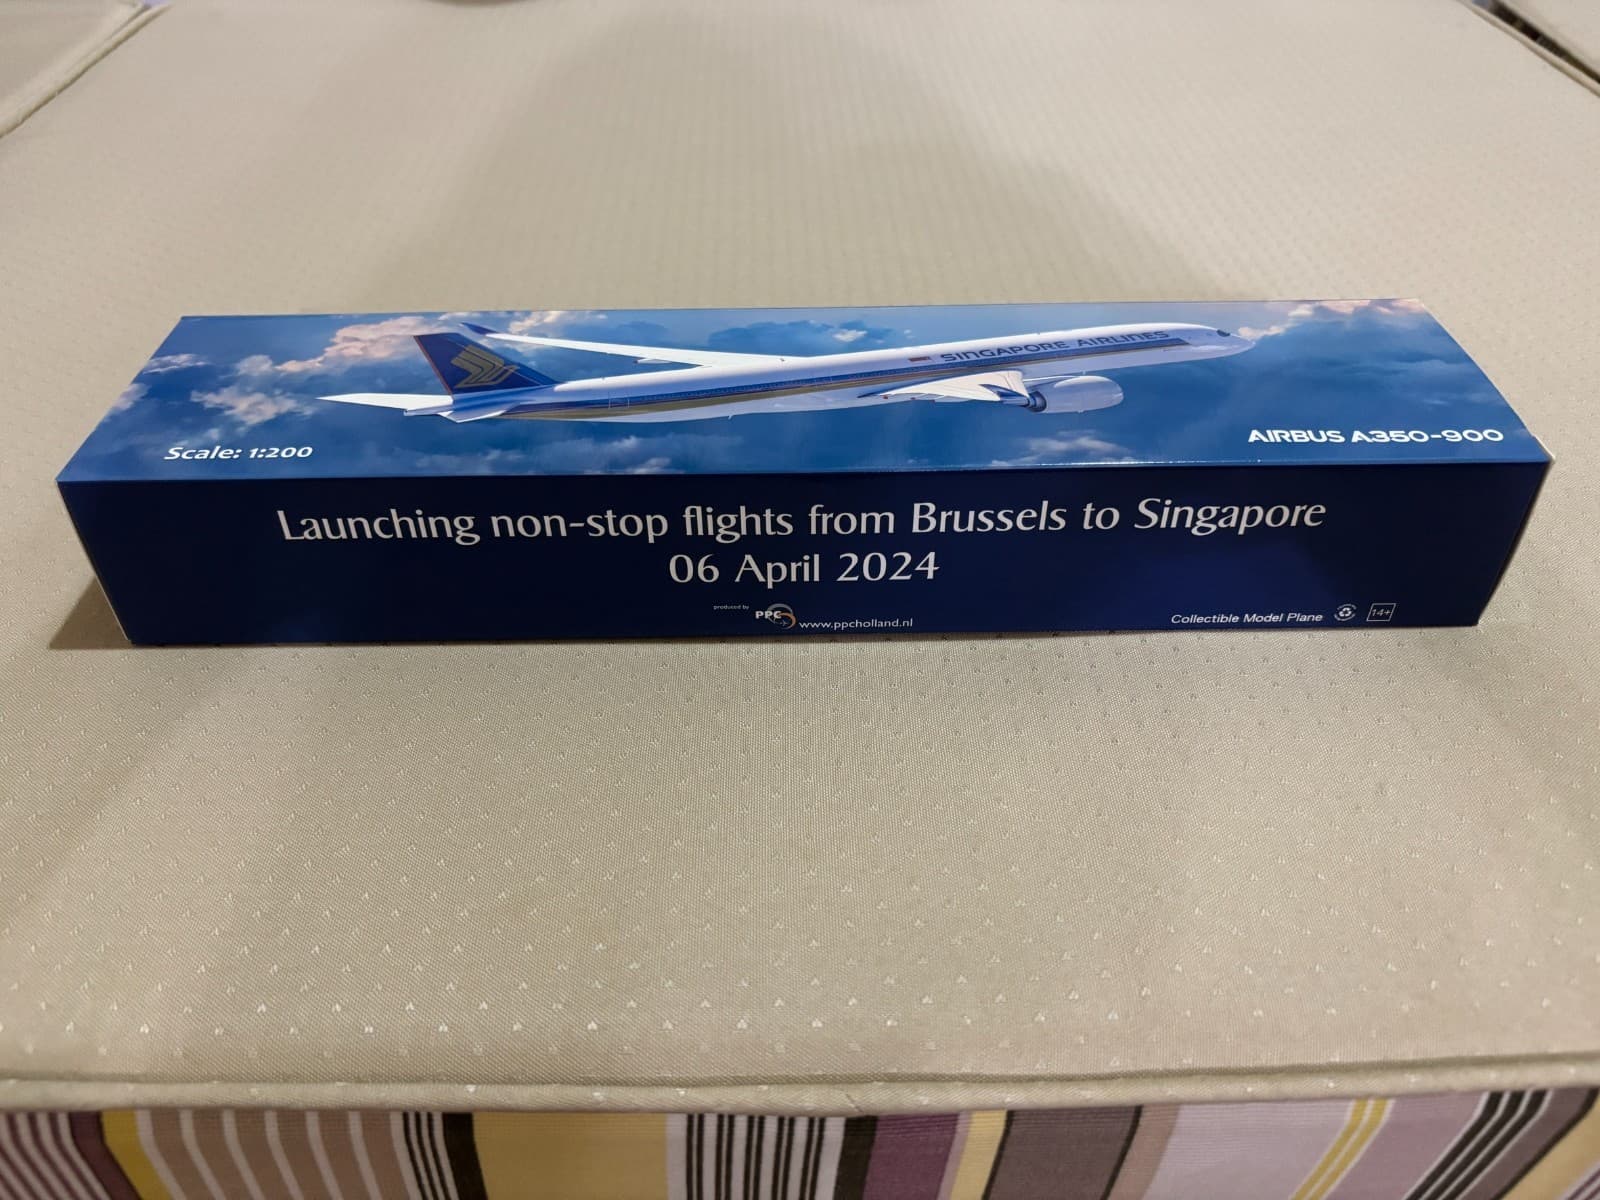 SINGAPORE AIRLINES
AIRBUS A350-900
Scale: 1:200
Launching non-stop flights from Brussels to Singapore
06 April 2024
produced by PPC www.ppcholland.nl
Collectible Model Plane 14+